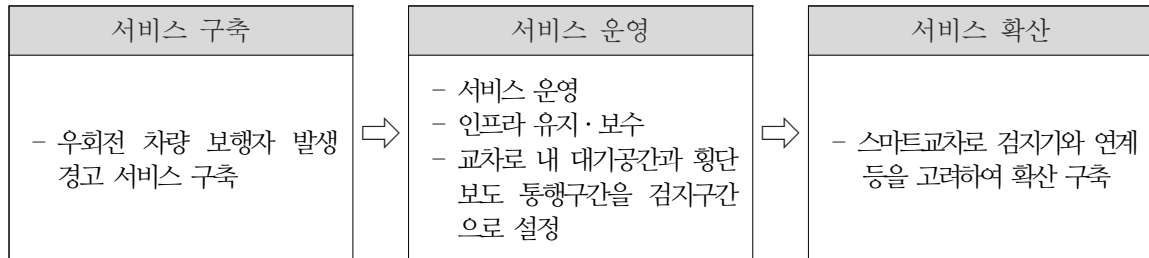 서비스 구축
- 우회전 차량 보행자 발생
경고 서비스 구축
서비스 운영
- 서비스 운영
- 인프라 유지·보수
- 교차로 내 대기공간과 횡단
보도 통행구간을 검지구간
으로 설정
서비스 확산
- 스마트교차로 검지기와 연계
등을 고려하여 확산 구축